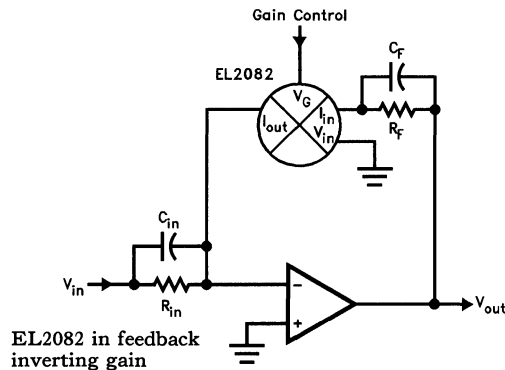 Gain Control
EL2082
C_F
V_G
I_in
I_out
V_in
R_F
C_in
V_in
R_in
−
+
V_out
EL2082 in feedback
inverting gain